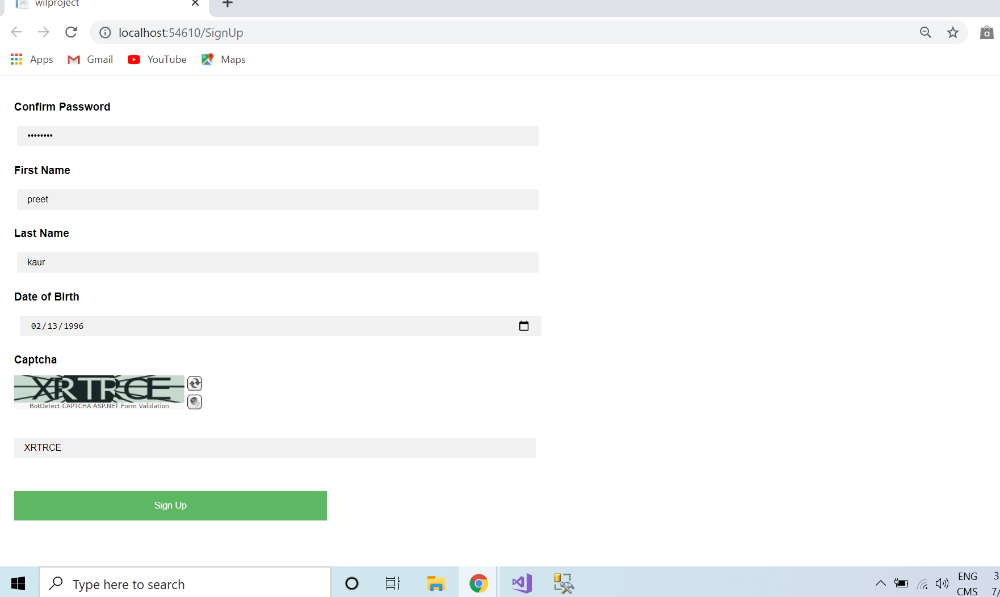 wilproject
localhost:54610/SignUp
Apps Gmail YouTube Maps
Confirm Password
••••••••
First Name
preet
Last Name
kaur
Date of Birth
02/13/1996
Captcha
XRTRCE
BotDetect CAPTCHA ASP.NET Form Validation
XRTRCE
Sign Up
Type here to search
ENG 3
CMS 7/